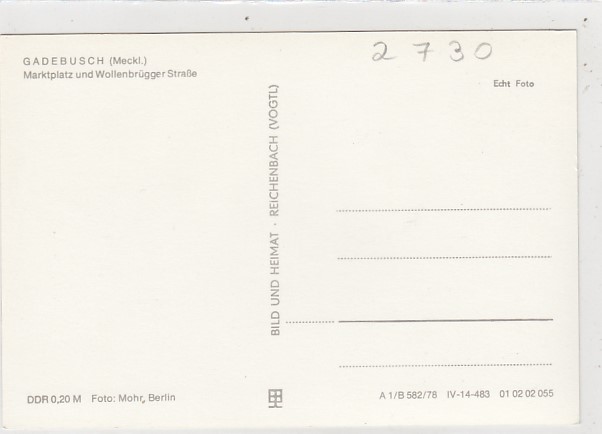 GADEBUSCH (Meckl.)
Marktplatz und Wollenbrügger Straße
2730
Echt Foto
BILD UND HEIMAT · REICHENBACH (VOGTL)
DDR 0,20 M Foto: Mohr, Berlin
A 1/B 582/78 IV-14-483 01 02 02 055